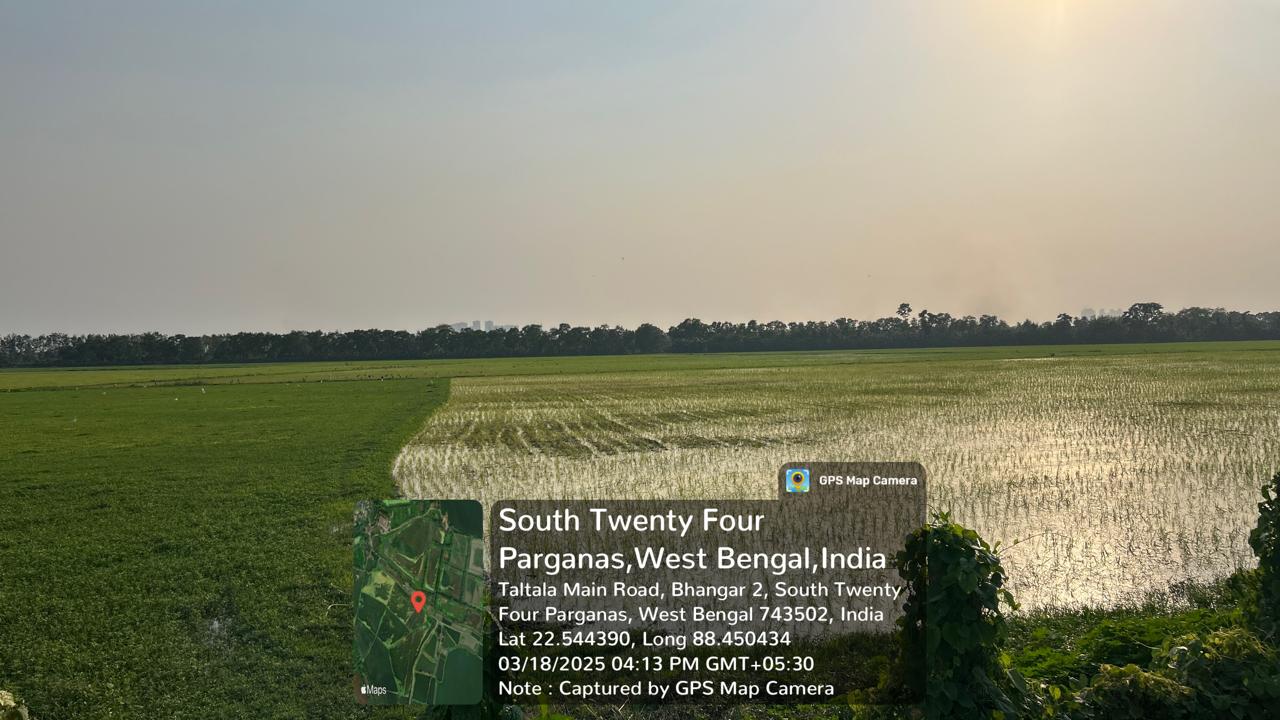 GPS Map Camera
South Twenty Four
Parganas,West Bengal,India
Taltala Main Road, Bhangar 2, South Twenty
Four Parganas, West Bengal 743502, India
Lat 22.544390, Long 88.450434
03/18/2025 04:13 PM GMT+05:30
Note : Captured by GPS Map Camera
Maps